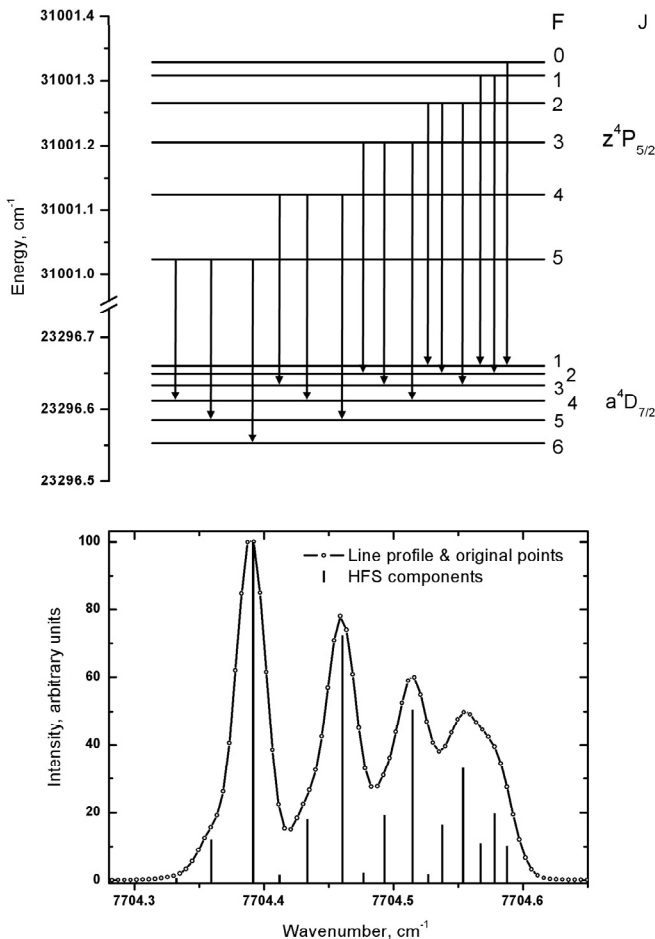 F J
31001.4
31001.3
31001.2
31001.1
31001.0
23296.7
23296.6
23296.5
Energy, cm⁻¹
0
1
2
3
4
5
z⁴P₅/₂
1
2
3
4
5
6
a⁴D₇/₂
100
80
60
40
20
0
Intensity, arbitrary units
Line profile & original points
HFS components
7704.3 7704.4 7704.5 7704.6
Wavenumber, cm⁻¹